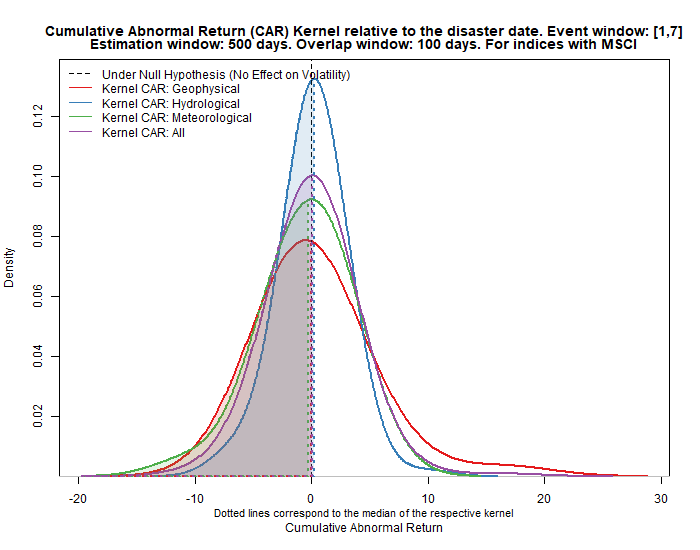 Cumulative Abnormal Return (CAR) Kernel relative to the disaster date. Event window: [1,7]
Estimation window: 500 days. Overlap window: 100 days. For indices with MSCI
Under Null Hypothesis (No Effect on Volatility)
Kernel CAR: Geophysical
Kernel CAR: Hydrological
Kernel CAR: Meteorological
Kernel CAR: All
Density
0.12
0.10
0.08
0.06
0.04
0.02
-20 -10 0 10 20 30
Dotted lines correspond to the median of the respective kernel
Cumulative Abnormal Return